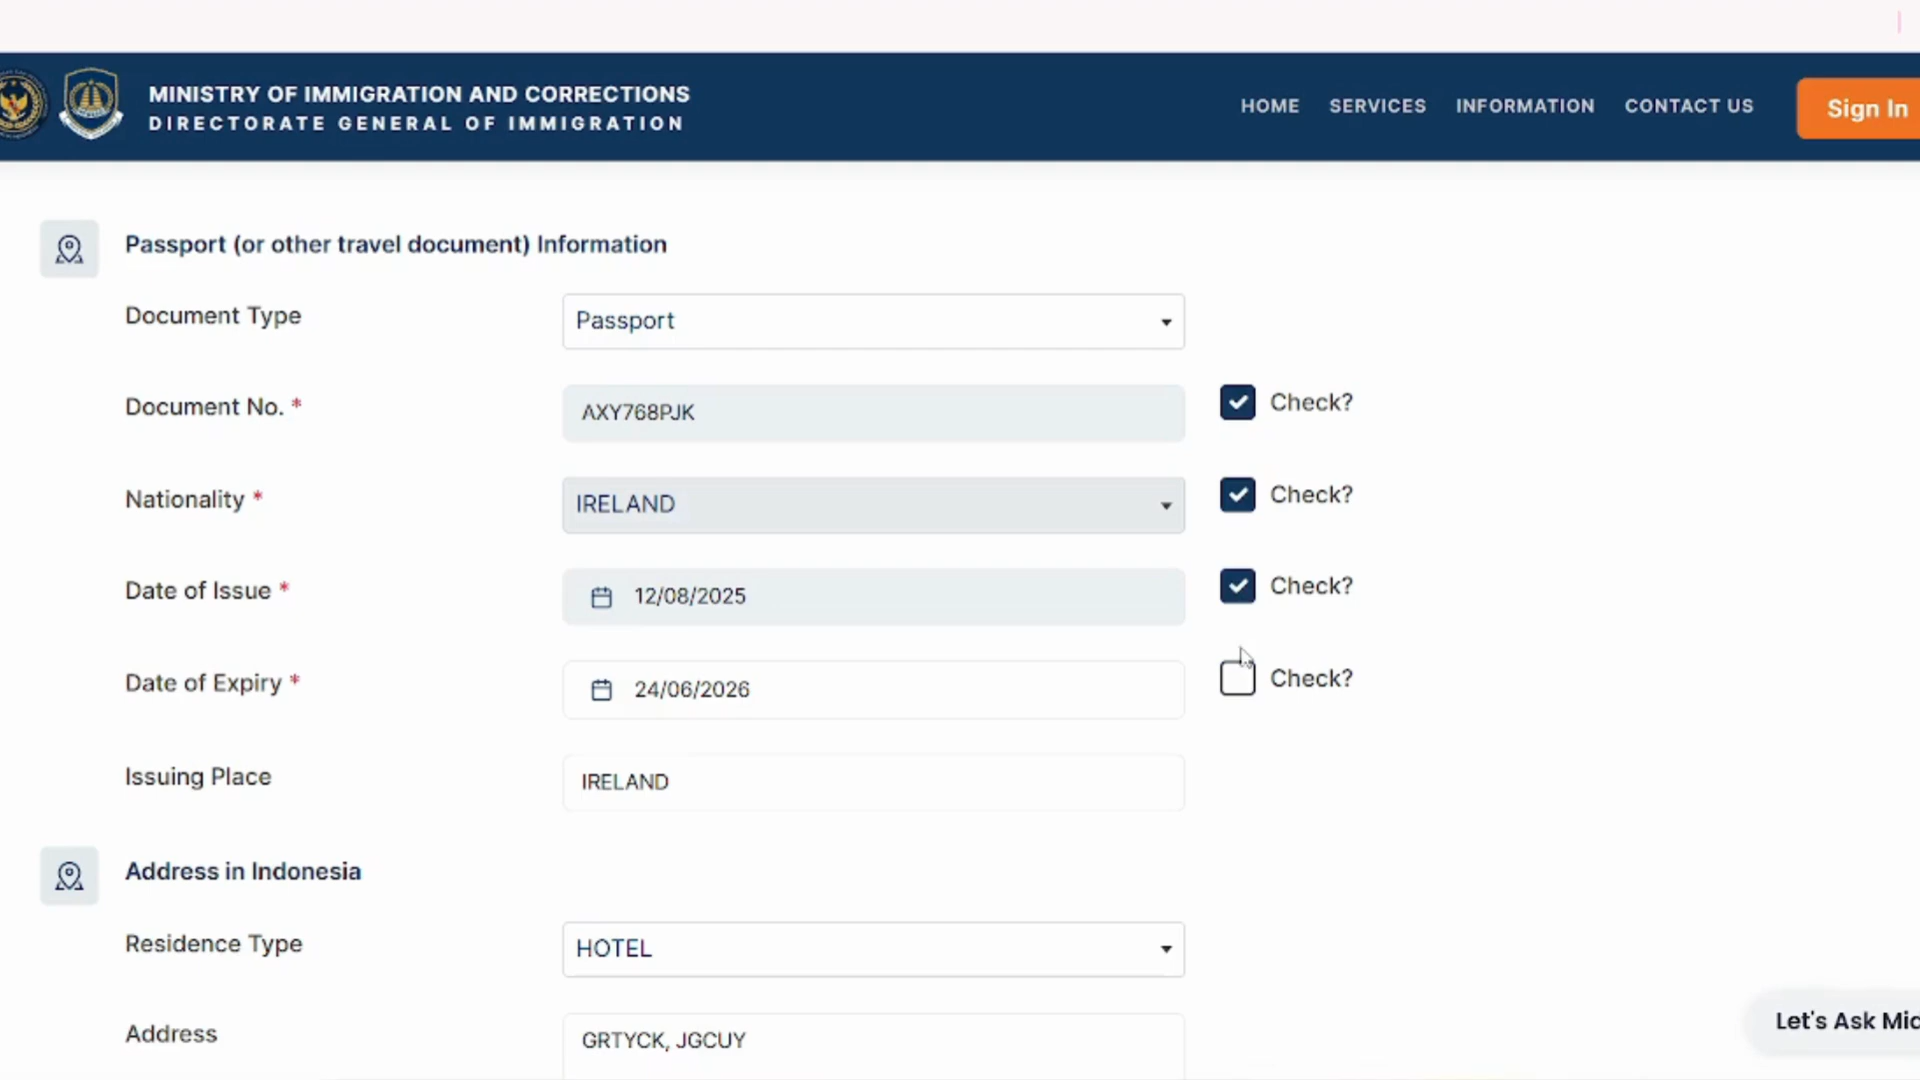 MINISTRY OF IMMIGRATION AND CORRECTIONS
DIRECTORATE GENERAL OF IMMIGRATION
HOME SERVICES INFORMATION CONTACT US
Sign In
Passport (or other travel document) Information
Document Type Passport
Document No. * AXY768PJK Check?
Nationality * IRELAND Check?
Date of Issue * 12/08/2025 Check?
Date of Expiry * 24/06/2026 Check?
Issuing Place IRELAND
Address in Indonesia
Residence Type HOTEL
Address GRTYCK, JGCUY
Let's Ask